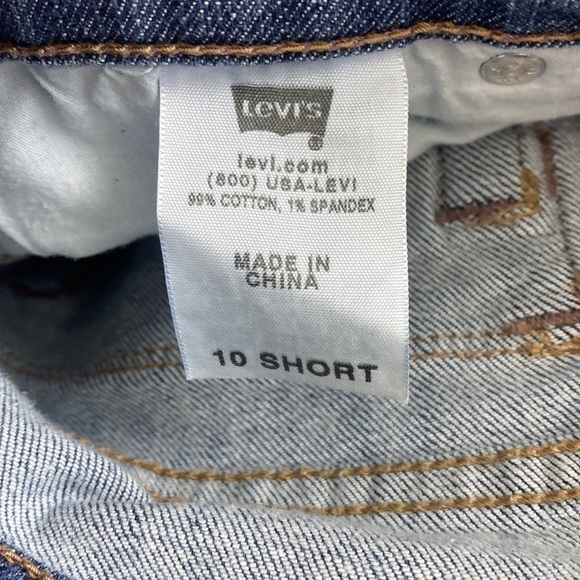 LEVI'S
®
levi.com
(800) USA-LEVI
99% COTTON, 1% SPANDEX
MADE IN
CHINA
10 SHORT